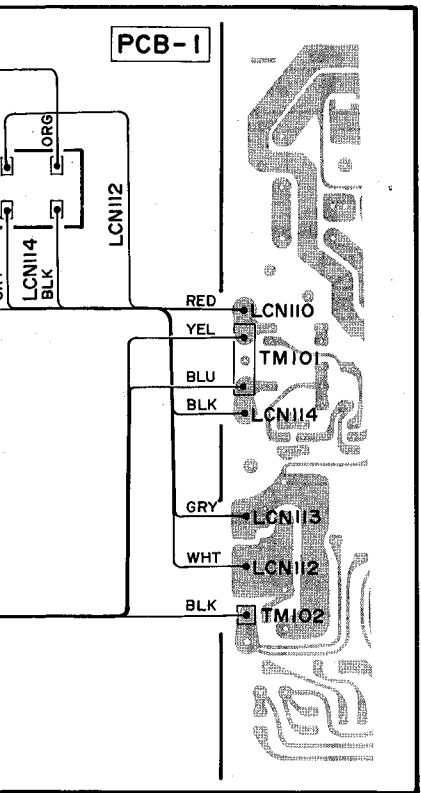 PCB-1
ORG
LCN112
LCN114
BLK
RED
LCN110
YEL
TM101
BLU
BLK
LCN114
GRY
LCN113
WHT
LCN112
BLK
TM102